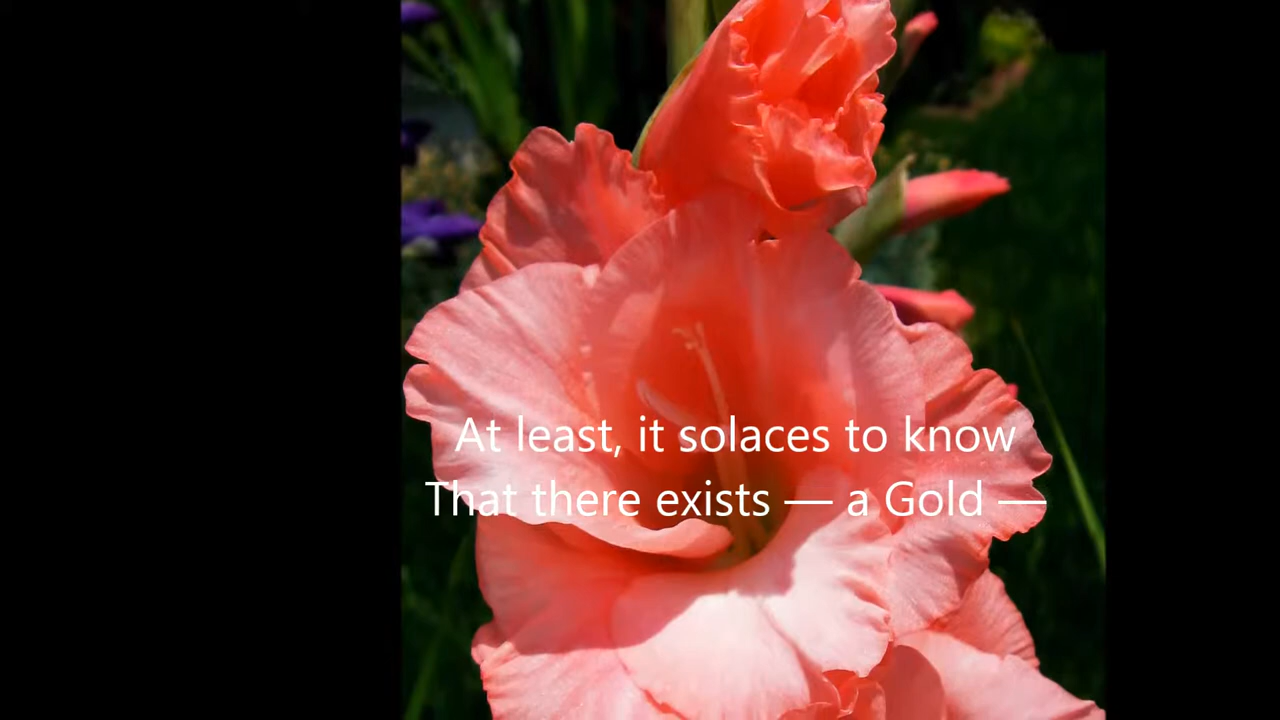 At least, it solaces to know
That there exists — a Gold —